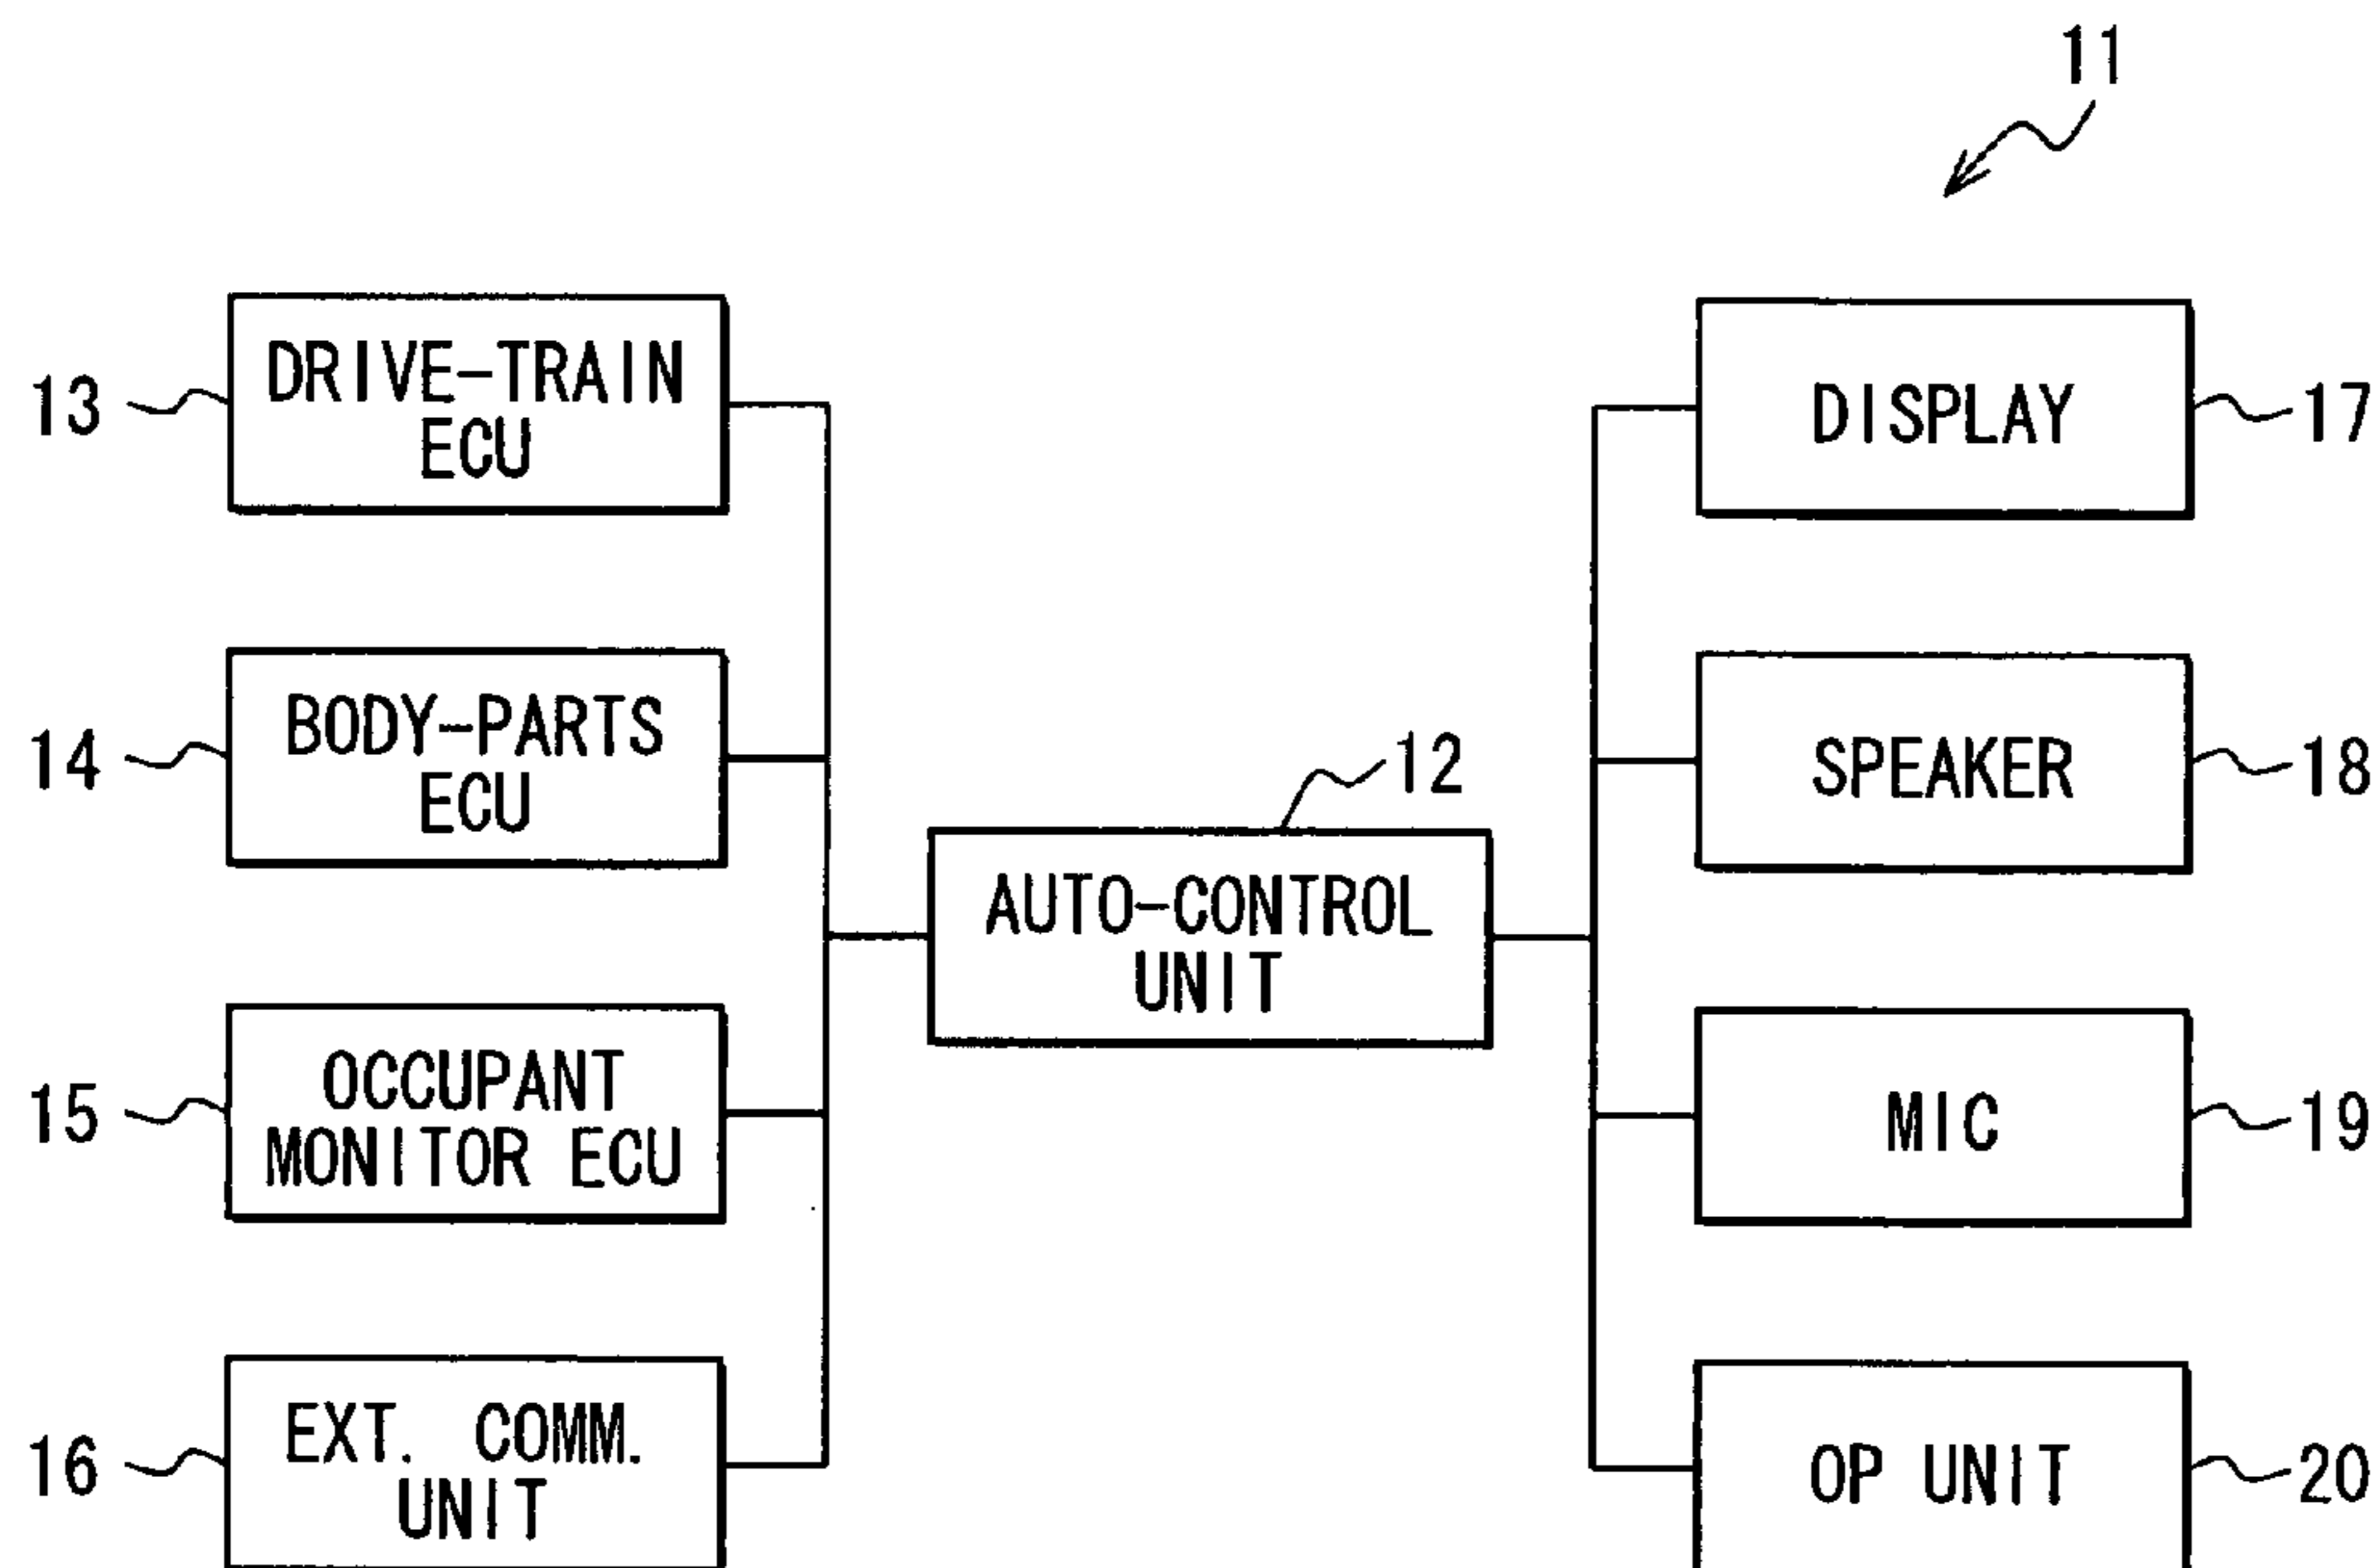 11
13
DRIVE-TRAIN
ECU
DISPLAY
17
14
BODY-PARTS
ECU
12
SPEAKER
18
AUTO-CONTROL
UNIT
15
OCCUPANT
MONITOR ECU
MIC
19
16
EXT. COMM.
UNIT
OP UNIT
20